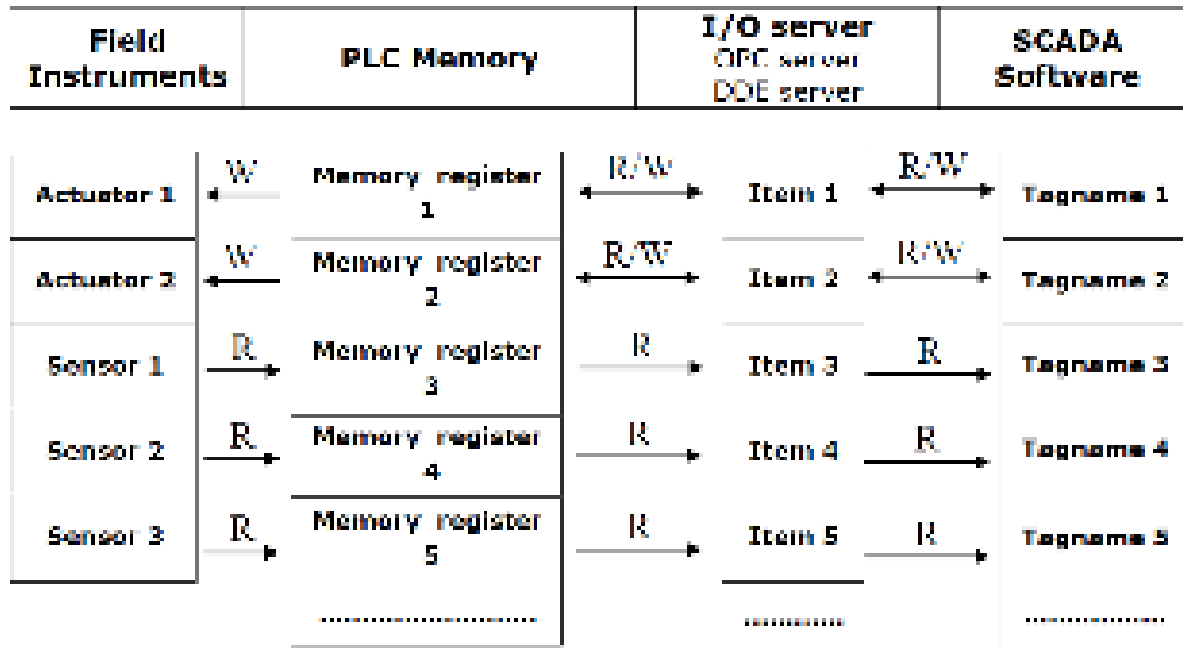 Field
Instruments
PLC Memory
I/O server
OPC server
DDE server
SCADA
Software
Actuator 1
W
Memory register
1
R/W
Item 1
R/W
Tagname 1
Actuator 2
W
Memory register
2
R/W
Item 2
R/W
Tagname 2
Sensor 1
R
Memory register
3
R
Item 3
R
Tagname 3
Sensor 2
R
Memory register
4
R
Item 4
R
Tagname 4
Sensor 3
R
Memory register
5
R
Item 5
R
Tagname 5
........................
............
...............